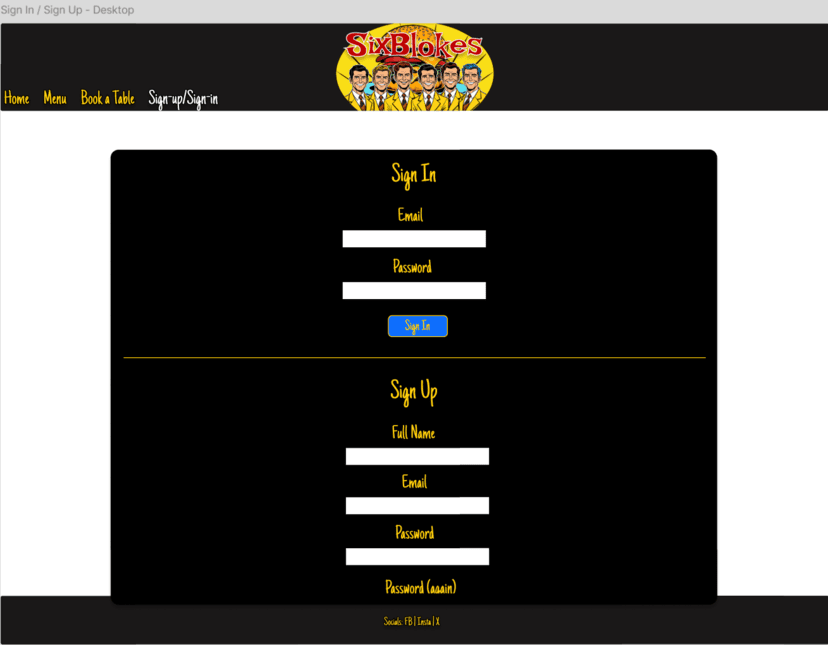 Sign In / Sign Up - Desktop
SixBlokes
Home Menu Book a Table Sign-up/Sign-in
Sign In
Email
Password
Sign In
Sign Up
Full Name
Email
Password
Password (again)
Socials: FB | Insta | X